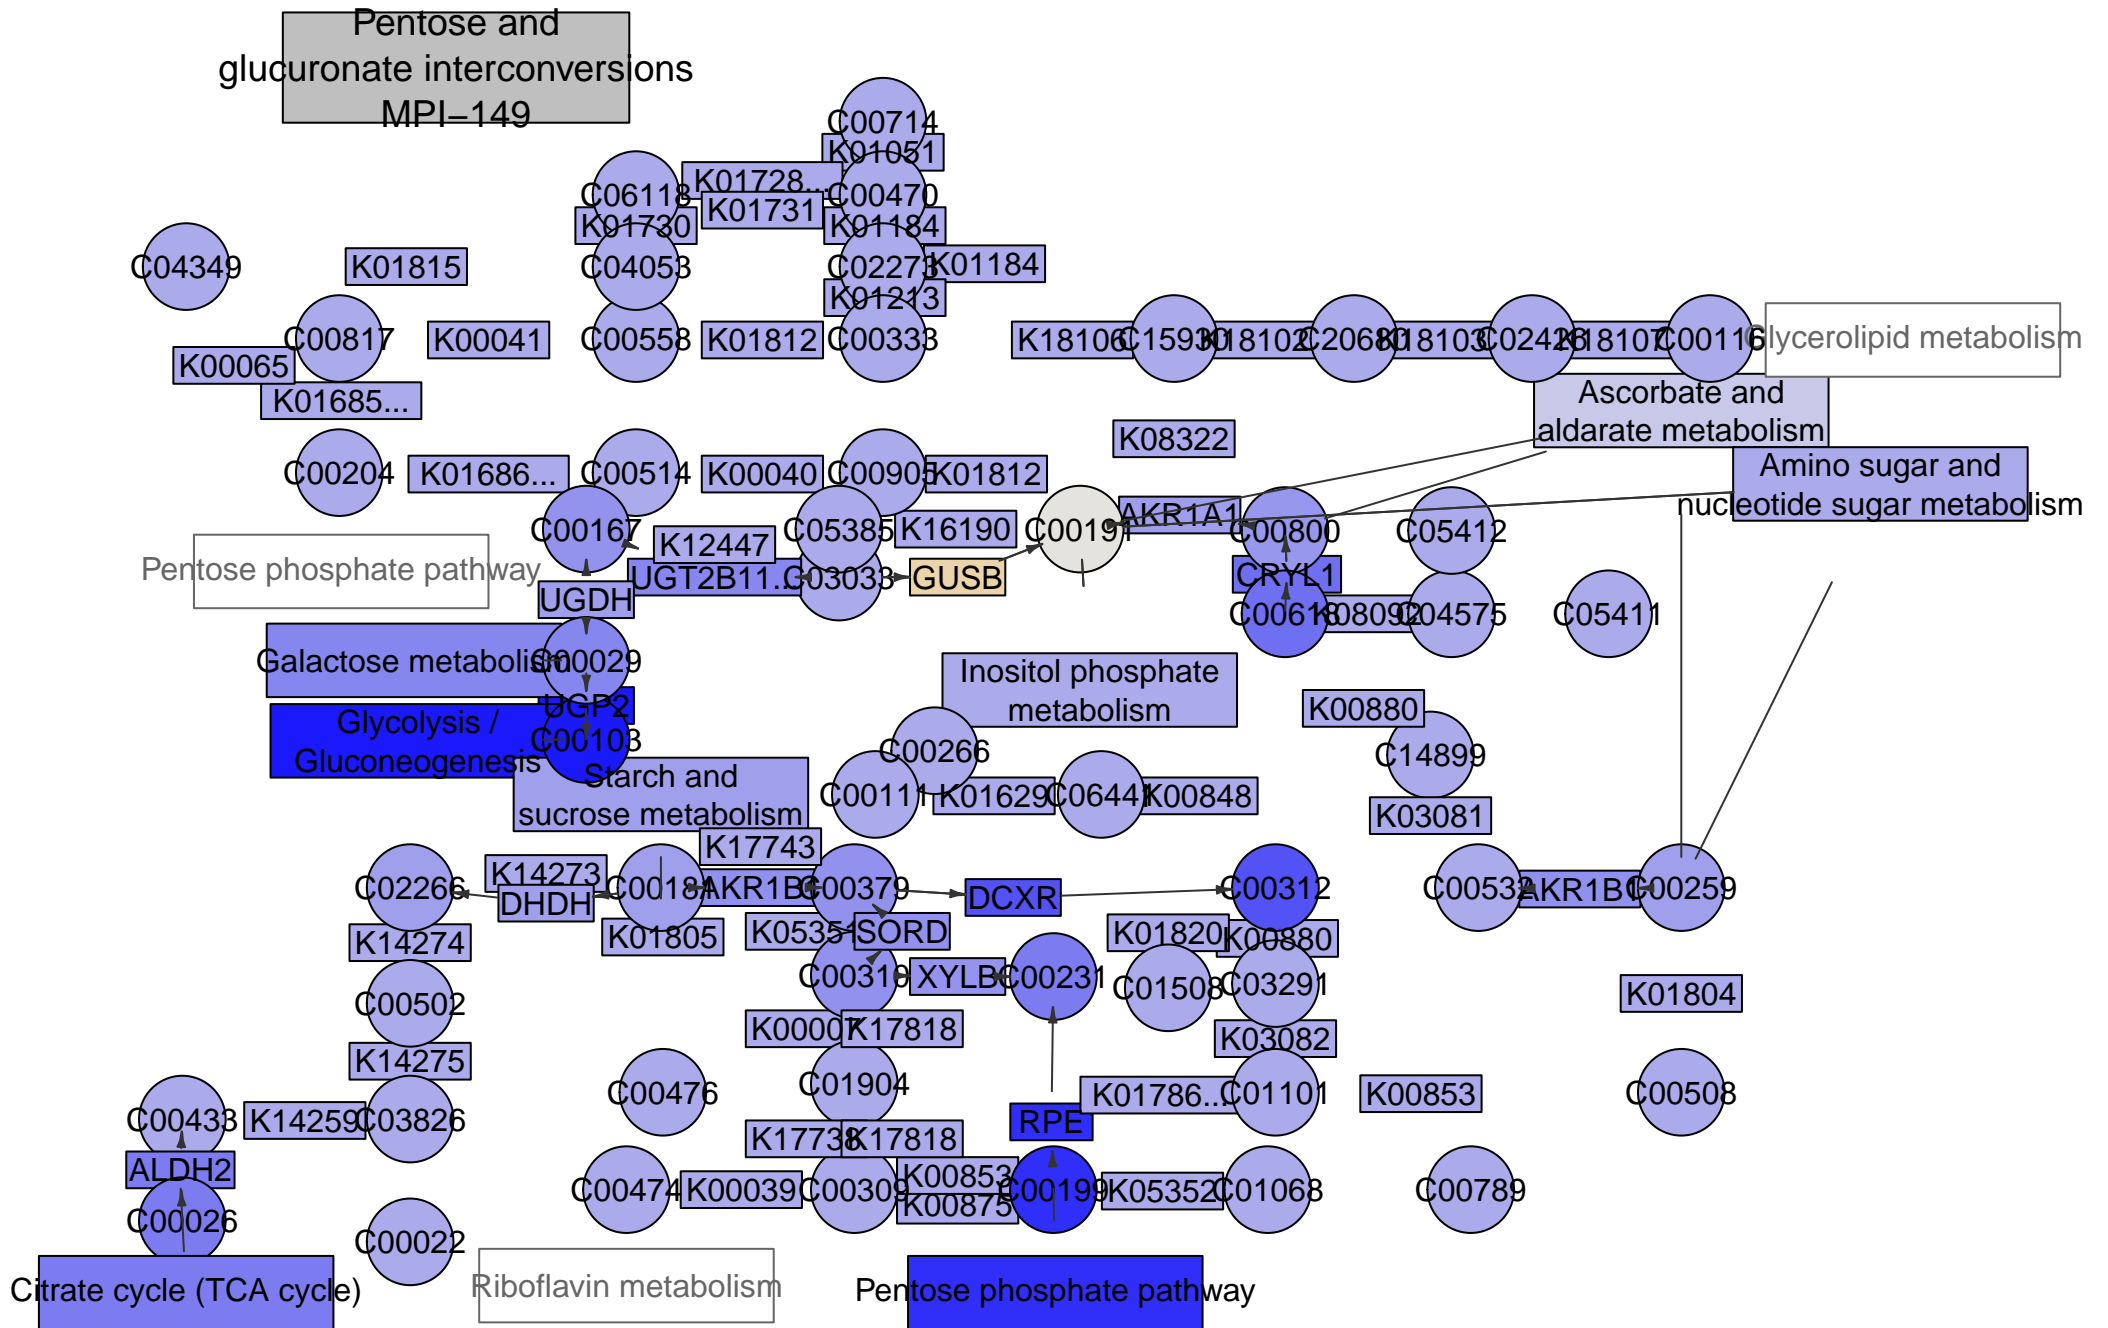 Pentose and
glucuronate interconversions
MPI−149
C00714
K01051
C06118
K01728...
C00470
K01731
K01730
K01184
C04349
K01815
C04053
C02273
K01184
K01213
C00817
K00041
C00558
K01812
C00333
K18106
C15930
K18102
C20680
K18103
C02426
K18107
C00116
Glycerolipid metabolism
K00065
K01685...
Ascorbate and
aldarate metabolism
K08322
C00204
K01686...
C00514
K00040
C00905
K01812
Amino sugar and
nucleotide sugar metabolism
C00167
K12447
C05385
K16190
C00191
AKR1A1
C00800
C05412
Pentose phosphate pathway
UGT2B11...
C03033
GUSB
CRYL1
UGDH
C00618
K08092
C04575
C05411
Galactose metabolism
C00029
Inositol phosphate
metabolism
UGP2
K00880
Glycolysis /
Gluconeogenesis
C00103
C00266
C14899
Starch and
sucrose metabolism
C00111
K01629
C06441
K00848
K03081
K17743
K14273
C02266
DHDH
C00181
AKR1B1
C00379
DCXR
C00312
C00532
AKR1B1
C00259
K14274
K01805
K05351
SORD
K01820
K00880
C00310
XYLB
C00231
C01508
C03291
K01804
C00502
K00007
K17818
K03082
K14275
C00476
C01904
K01786...
C01101
K00853
C00508
C00433
K14259
C03826
RPE
K17738
K17818
ALDH2
K00853
C00474
K00039
C00309
C00199
K05352
C01068
C00789
K00875
C00026
C00022
Citrate cycle (TCA cycle)
Riboflavin metabolism
Pentose phosphate pathway